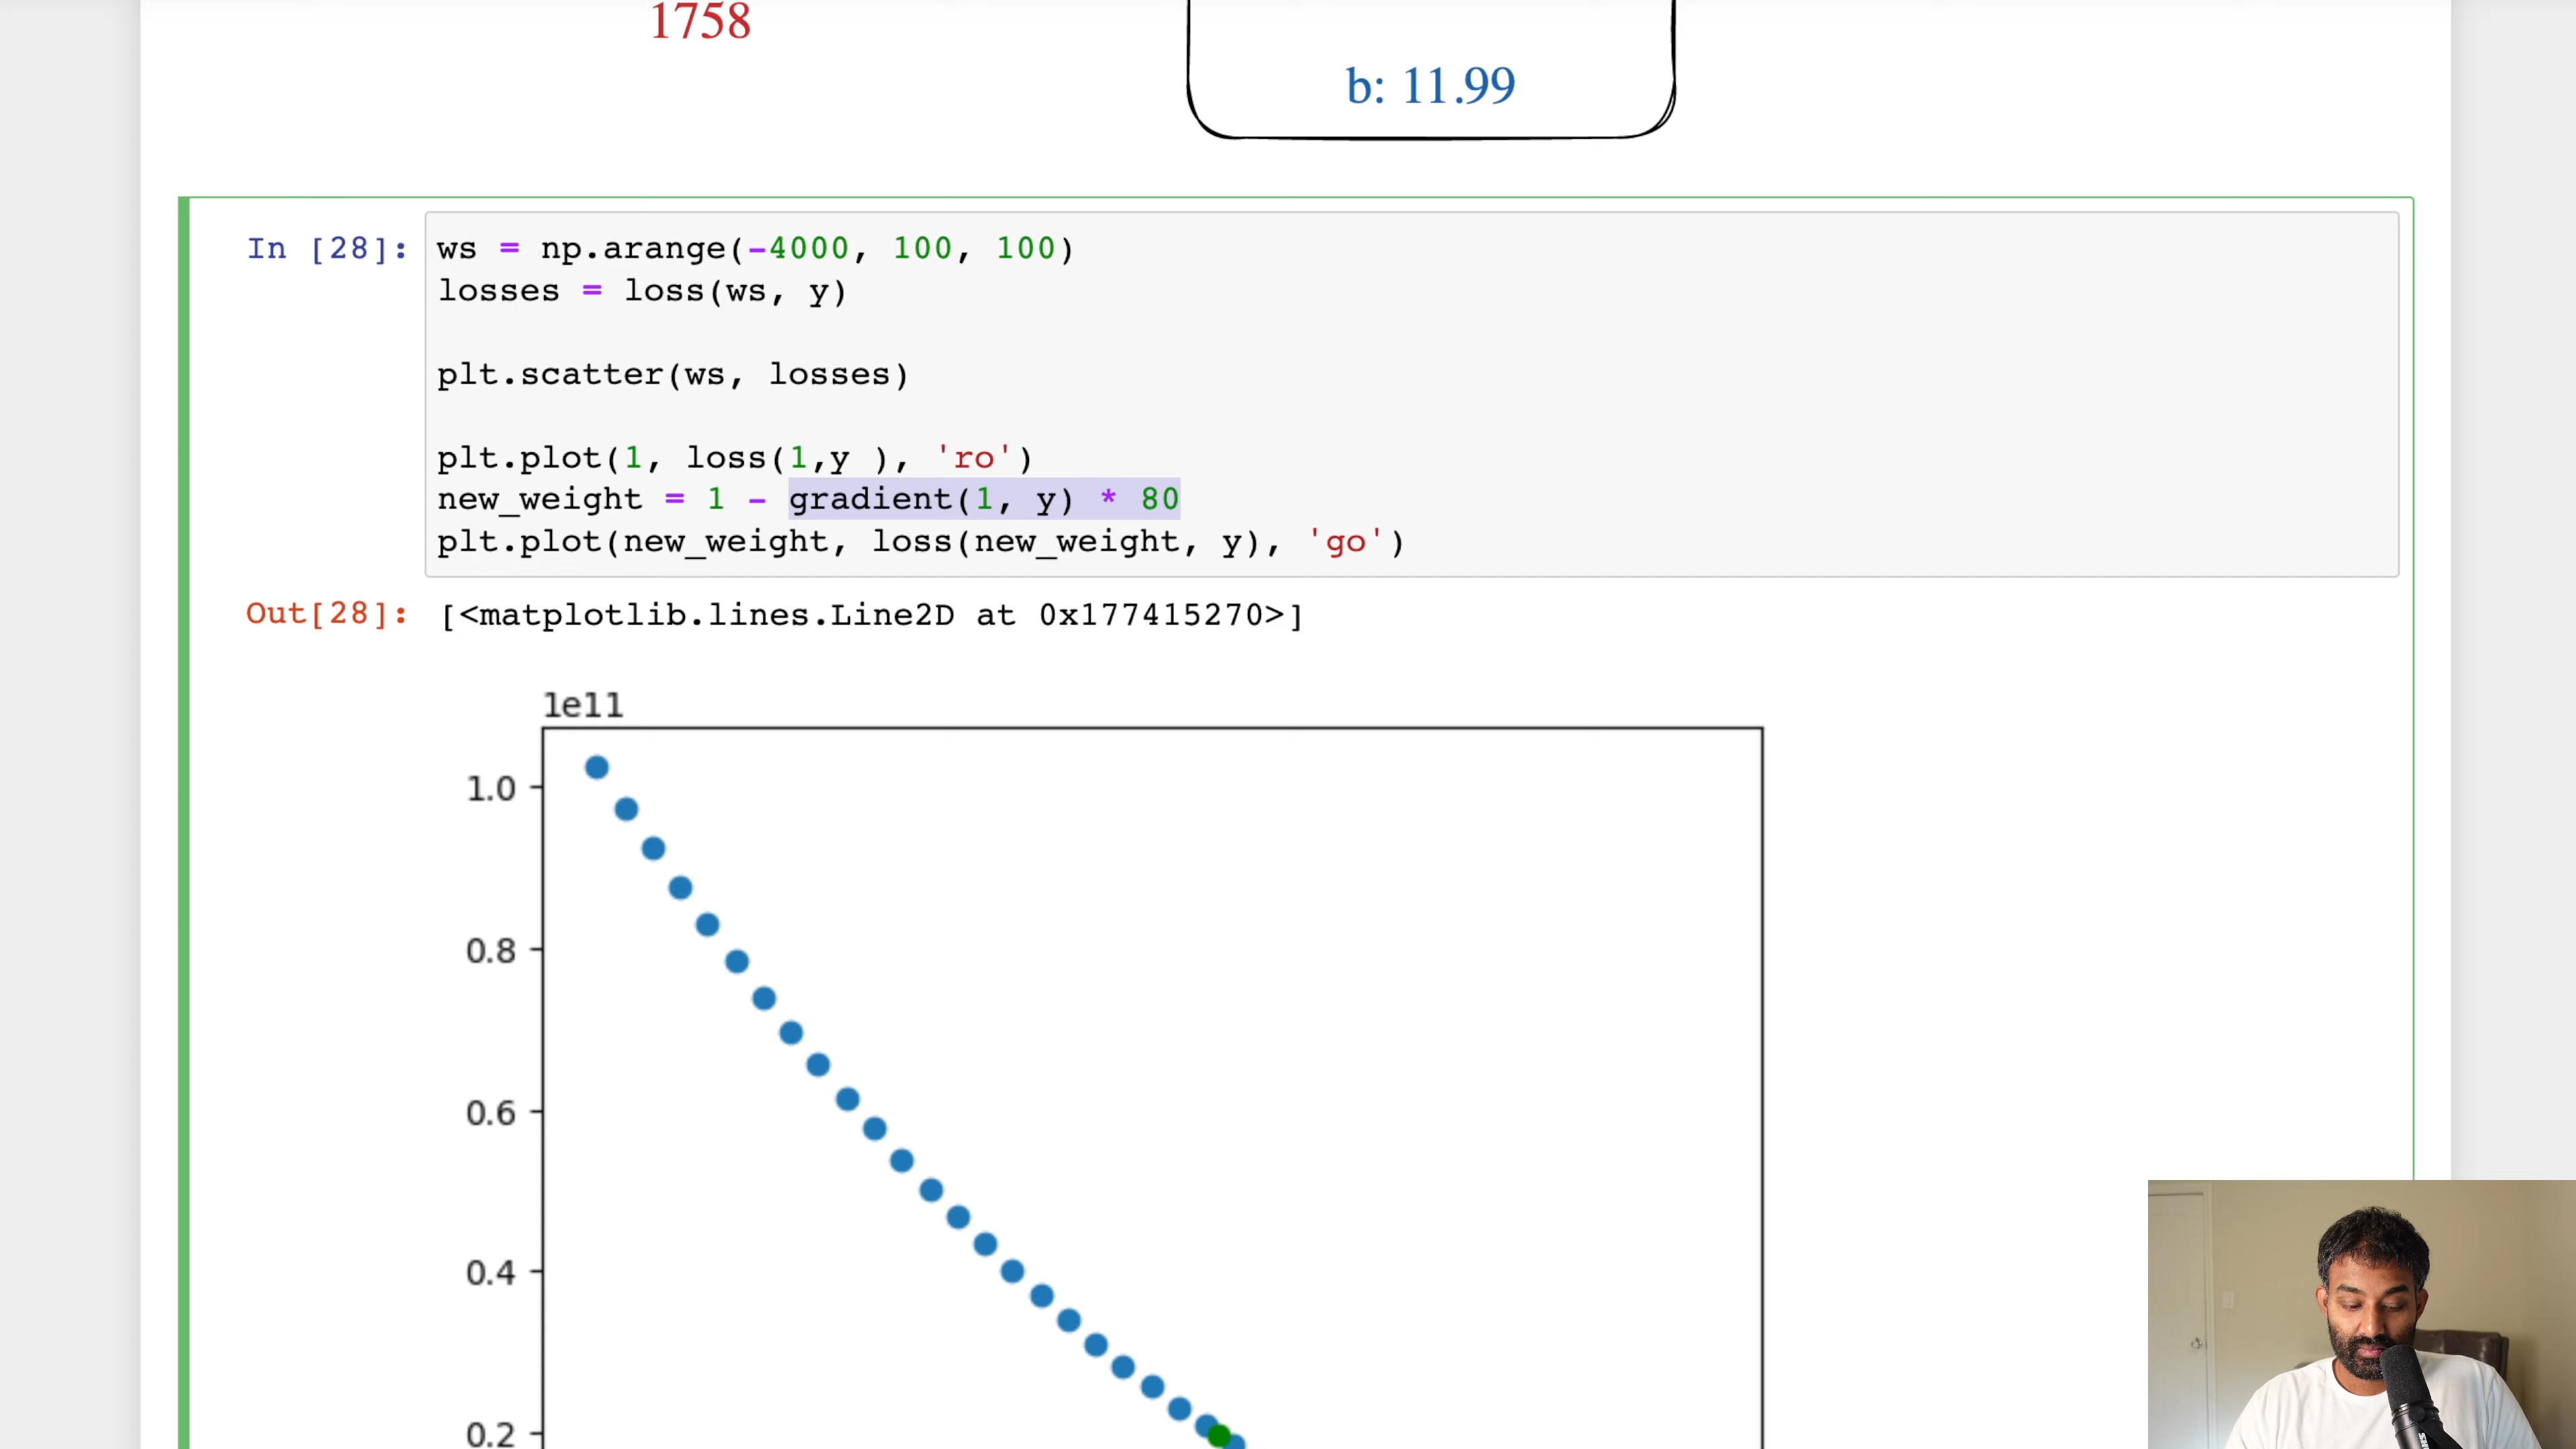 1758
b: 11.99
In [28]:
ws = np.arange(-4000, 100, 100)
losses = loss(ws, y)
plt.scatter(ws, losses)
plt.plot(1, loss(1,y ), 'ro')
new_weight = 1 - gradient(1, y) * 80
plt.plot(new_weight, loss(new_weight, y), 'go')
Out[28]:
[<matplotlib.lines.Line2D at 0x177415270>]
1e11
1.0
0.8
0.6
0.4
0.2